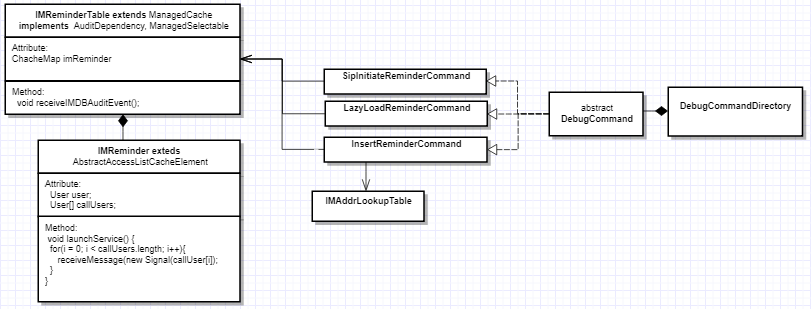 IMReminderTable extends ManagedCache
implements AuditDependency, ManagedSelectable
Attribute:
ChacheMap imReminder
Method:
void receiveIMDBAuditEvent();
IMReminder exteds
AbstractAccessListCacheElement
Attribute:
User user;
User[] callUsers;
Method:
void launchService() {
for(i = 0; i < callUsers.length; i++){
receiveMessage(new Signal(callUser[i]);
}
}
SipInitiateReminderCommand
LazyLoadReminderCommand
InsertReminderCommand
IMAddrLookupTable
abstract
DebugCommand
DebugCommandDirectory